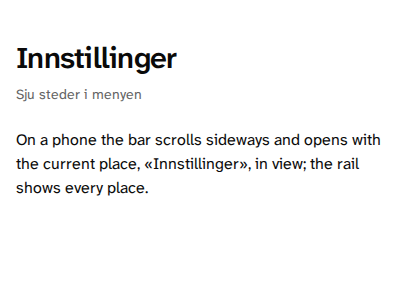 Innstillinger
Sju steder i menyen
On a phone the bar scrolls sideways and opens with
the current place, «Innstillinger», in view; the rail
shows every place.